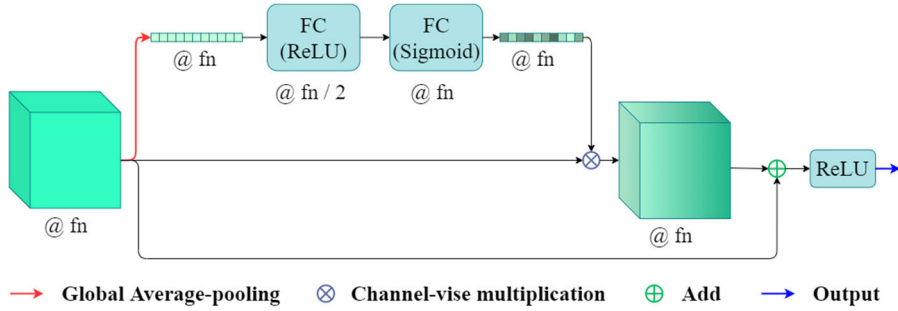 FC
(ReLU)
FC
(Sigmoid)
@ fn
@ fn / 2
@ fn
@ fn
@ fn
@ fn
ReLU
Global Average-pooling
Channel-vise multiplication
Add
Output